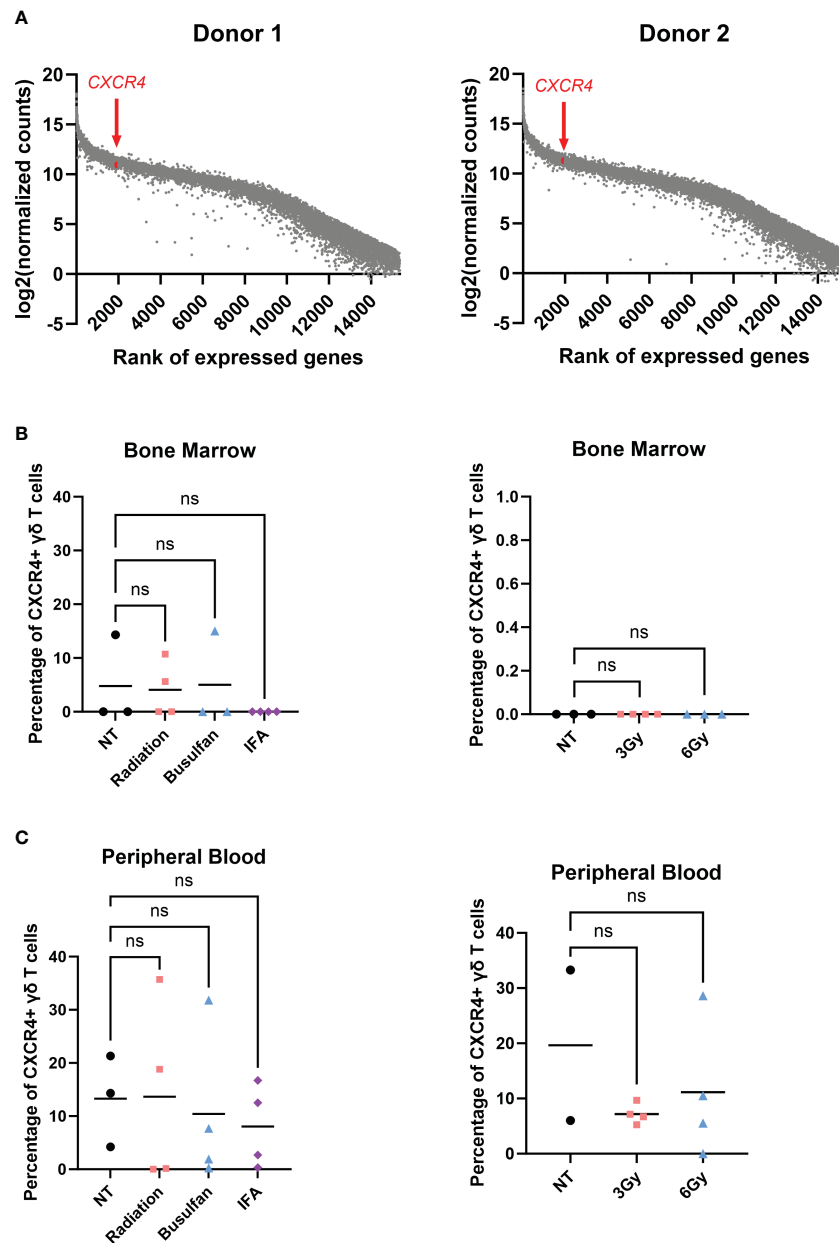 A
Donor 1
Donor 2
CXCR4
CXCR4
log2(normalized counts)
20
15
10
5
0
-5
2000
4000
6000
8000
10000
12000
14000
Rank of expressed genes
log2(normalized counts)
20
15
10
5
0
-5
2000
4000
6000
8000
10000
12000
14000
Rank of expressed genes
B
Bone Marrow
Percentage of CXCR4+ γδ T cells
40
30
20
10
0
ns
ns
ns
NT
Radiation
Busulfan
IFA
Bone Marrow
Percentage of CXCR4+ γδ T cells
1.0
0.8
0.6
0.4
0.2
0.0
ns
ns
NT
3Gy
6Gy
C
Peripheral Blood
Percentage of CXCR4+ γδ T cells
40
30
20
10
0
ns
ns
ns
NT
Radiation
Busulfan
IFA
Peripheral Blood
Percentage of CXCR4+ γδ T cells
40
30
20
10
0
ns
ns
NT
3Gy
6Gy